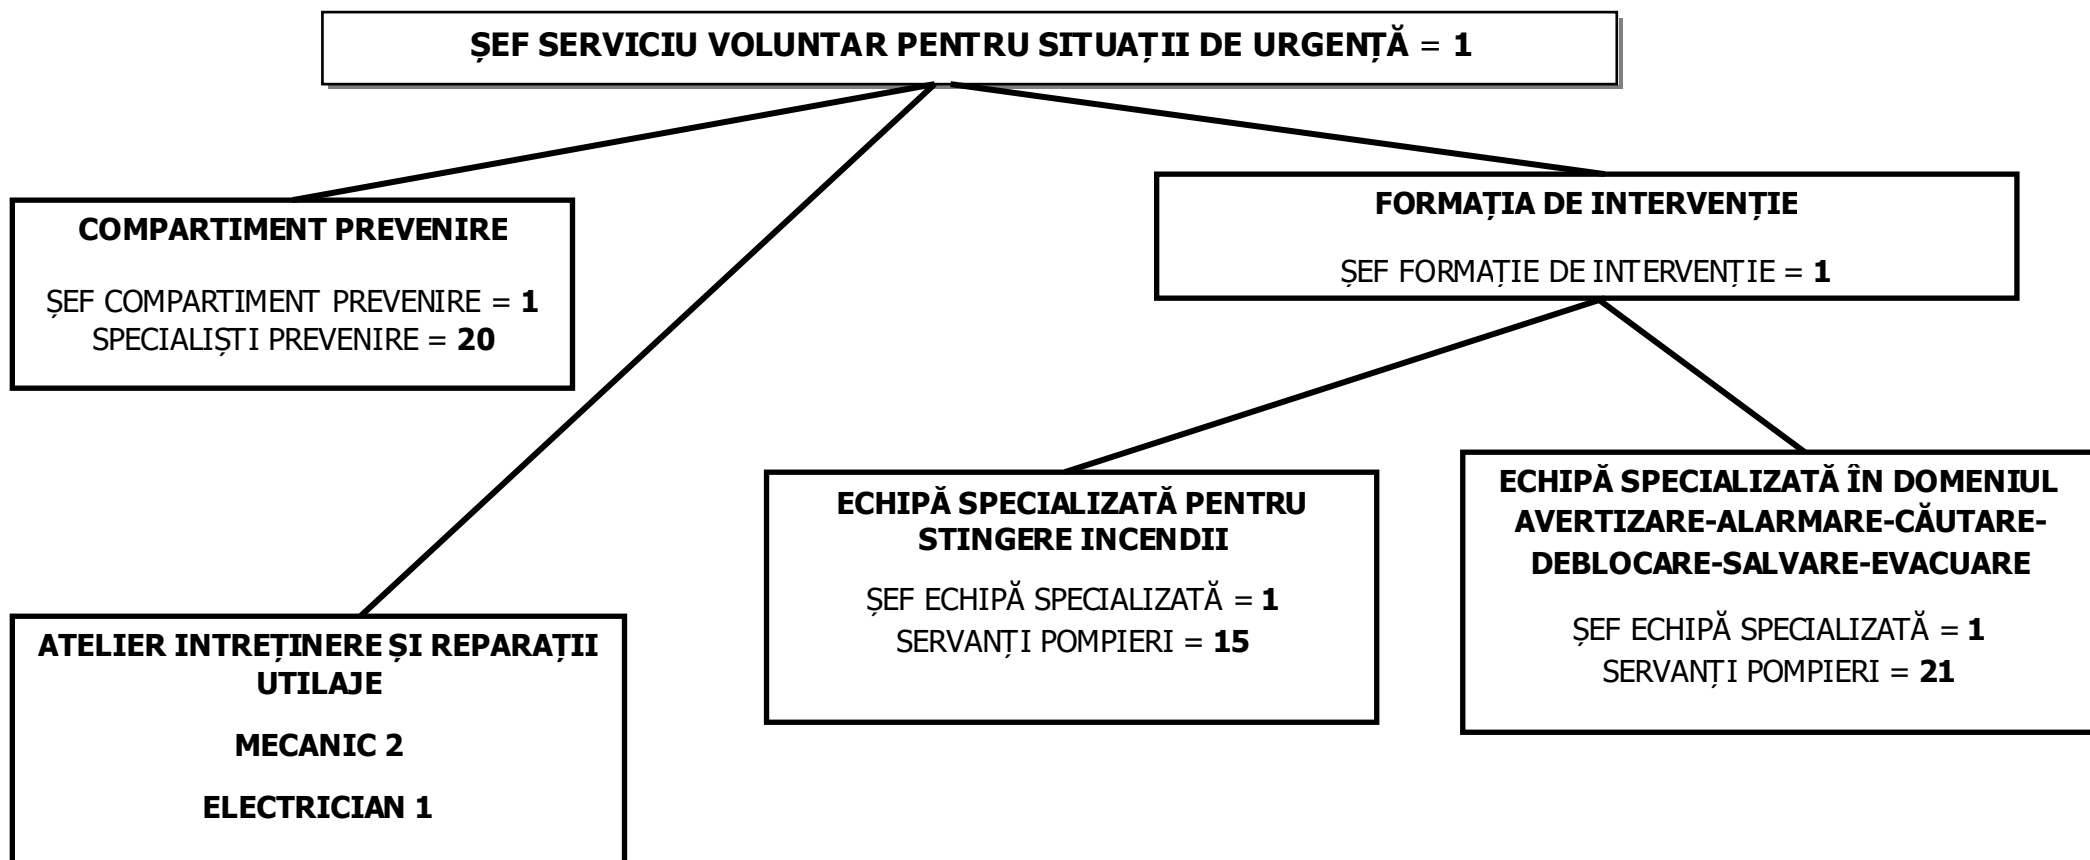 ȘEF SERVICIU VOLUNTAR PENTRU SITUAȚII DE URGENȚĂ = 1
COMPARTIMENT PREVENIRE
ȘEF COMPARTIMENT PREVENIRE = 1
SPECIALIȘTI PREVENIRE = 20
FORMAȚIA DE INTERVENȚIE
ȘEF FORMAȚIE DE INTERVENȚIE = 1
ECHIPĂ SPECIALIZATĂ PENTRU
STINGERE INCENDII
ȘEF ECHIPĂ SPECIALIZATĂ = 1
SERVANȚI POMPIERI = 15
ECHIPĂ SPECIALIZATĂ ÎN DOMENIUL
AVERTIZARE-ALARMARE-CĂUTARE-
DEBLOCARE-SALVARE-EVACUARE
ȘEF ECHIPĂ SPECIALIZATĂ = 1
SERVANȚI POMPIERI = 21
ATELIER INTREȚINERE ȘI REPARAȚII
UTILAJE
MECANIC 2
ELECTRICIAN 1